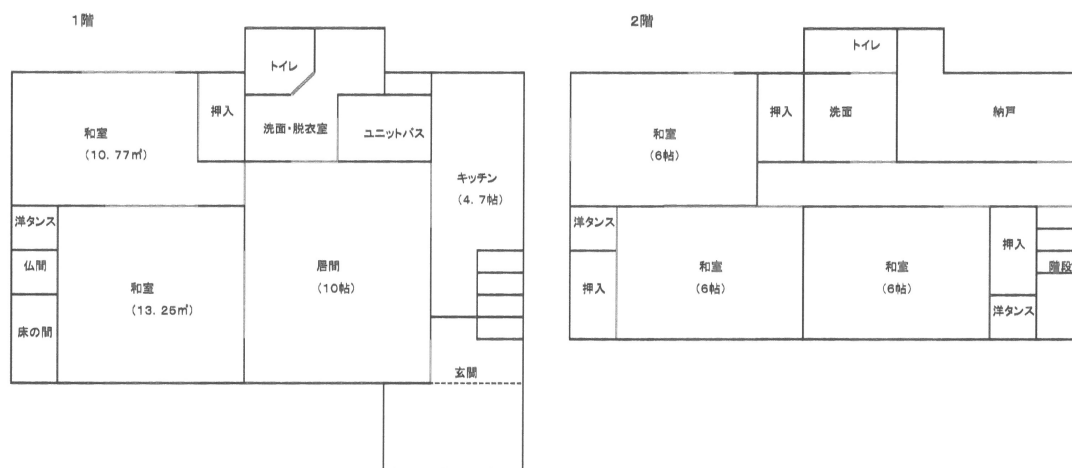 1階
トイレ
押入
洗面・脱衣室
ユニットバス
和室
(10.77㎡)
キッチン
(4.7帖)
洋タンス
仏間
和室
(13.25㎡)
居間
(10帖)
床の間
玄関
2階
トイレ
押入
洗面
納戸
和室
(6帖)
洋タンス
押入
和室
(6帖)
和室
(6帖)
押入
階段
洋タンス